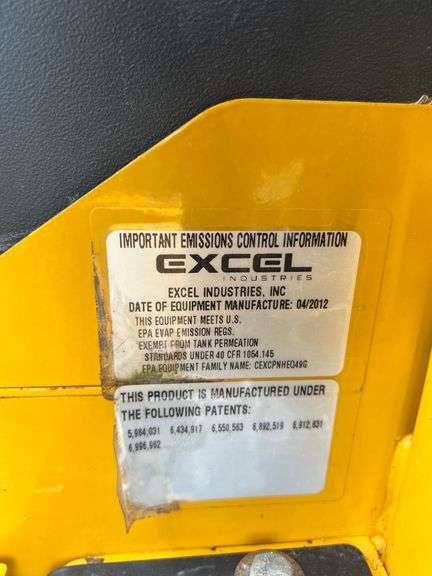 IMPORTANT EMISSIONS CONTROL INFORMATION
EXCEL
INDUSTRIES
EXCEL INDUSTRIES, INC
DATE OF EQUIPMENT MANUFACTURE: 04/2012
THIS EQUIPMENT MEETS U.S.
EPA EVAP EMISSION REGS.
EXEMPT FROM TANK PERMEATION
STANDARDS UNDER 40 CFR 1054.145
EPA EQUIPMENT FAMILY NAME: CEXCPNHEQ49G
THIS PRODUCT IS MANUFACTURED UNDER
THE FOLLOWING PATENTS:
5,984,031 6,434,917 6,550,563 6,892,519 6,912,831
6,996,962